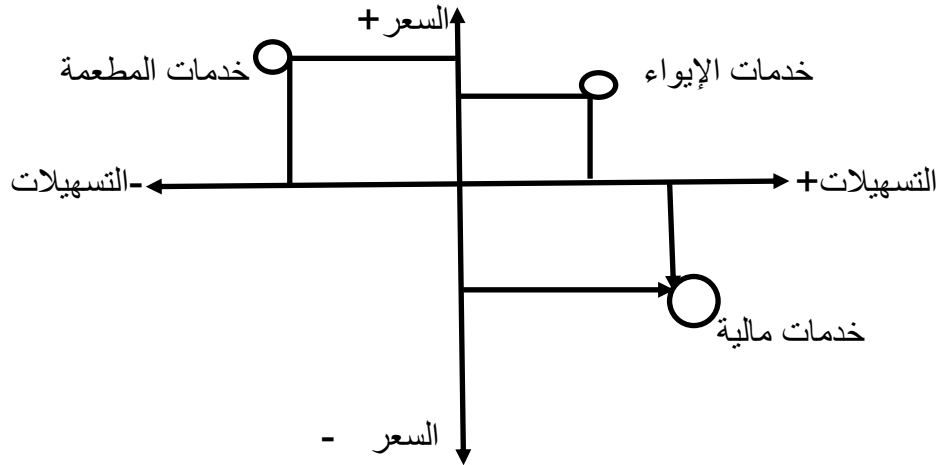 السعر +
خدمات الإيواء
خدمات المطعمة
التسهيلات+
-التسهيلات
خدمات مالية
السعر -